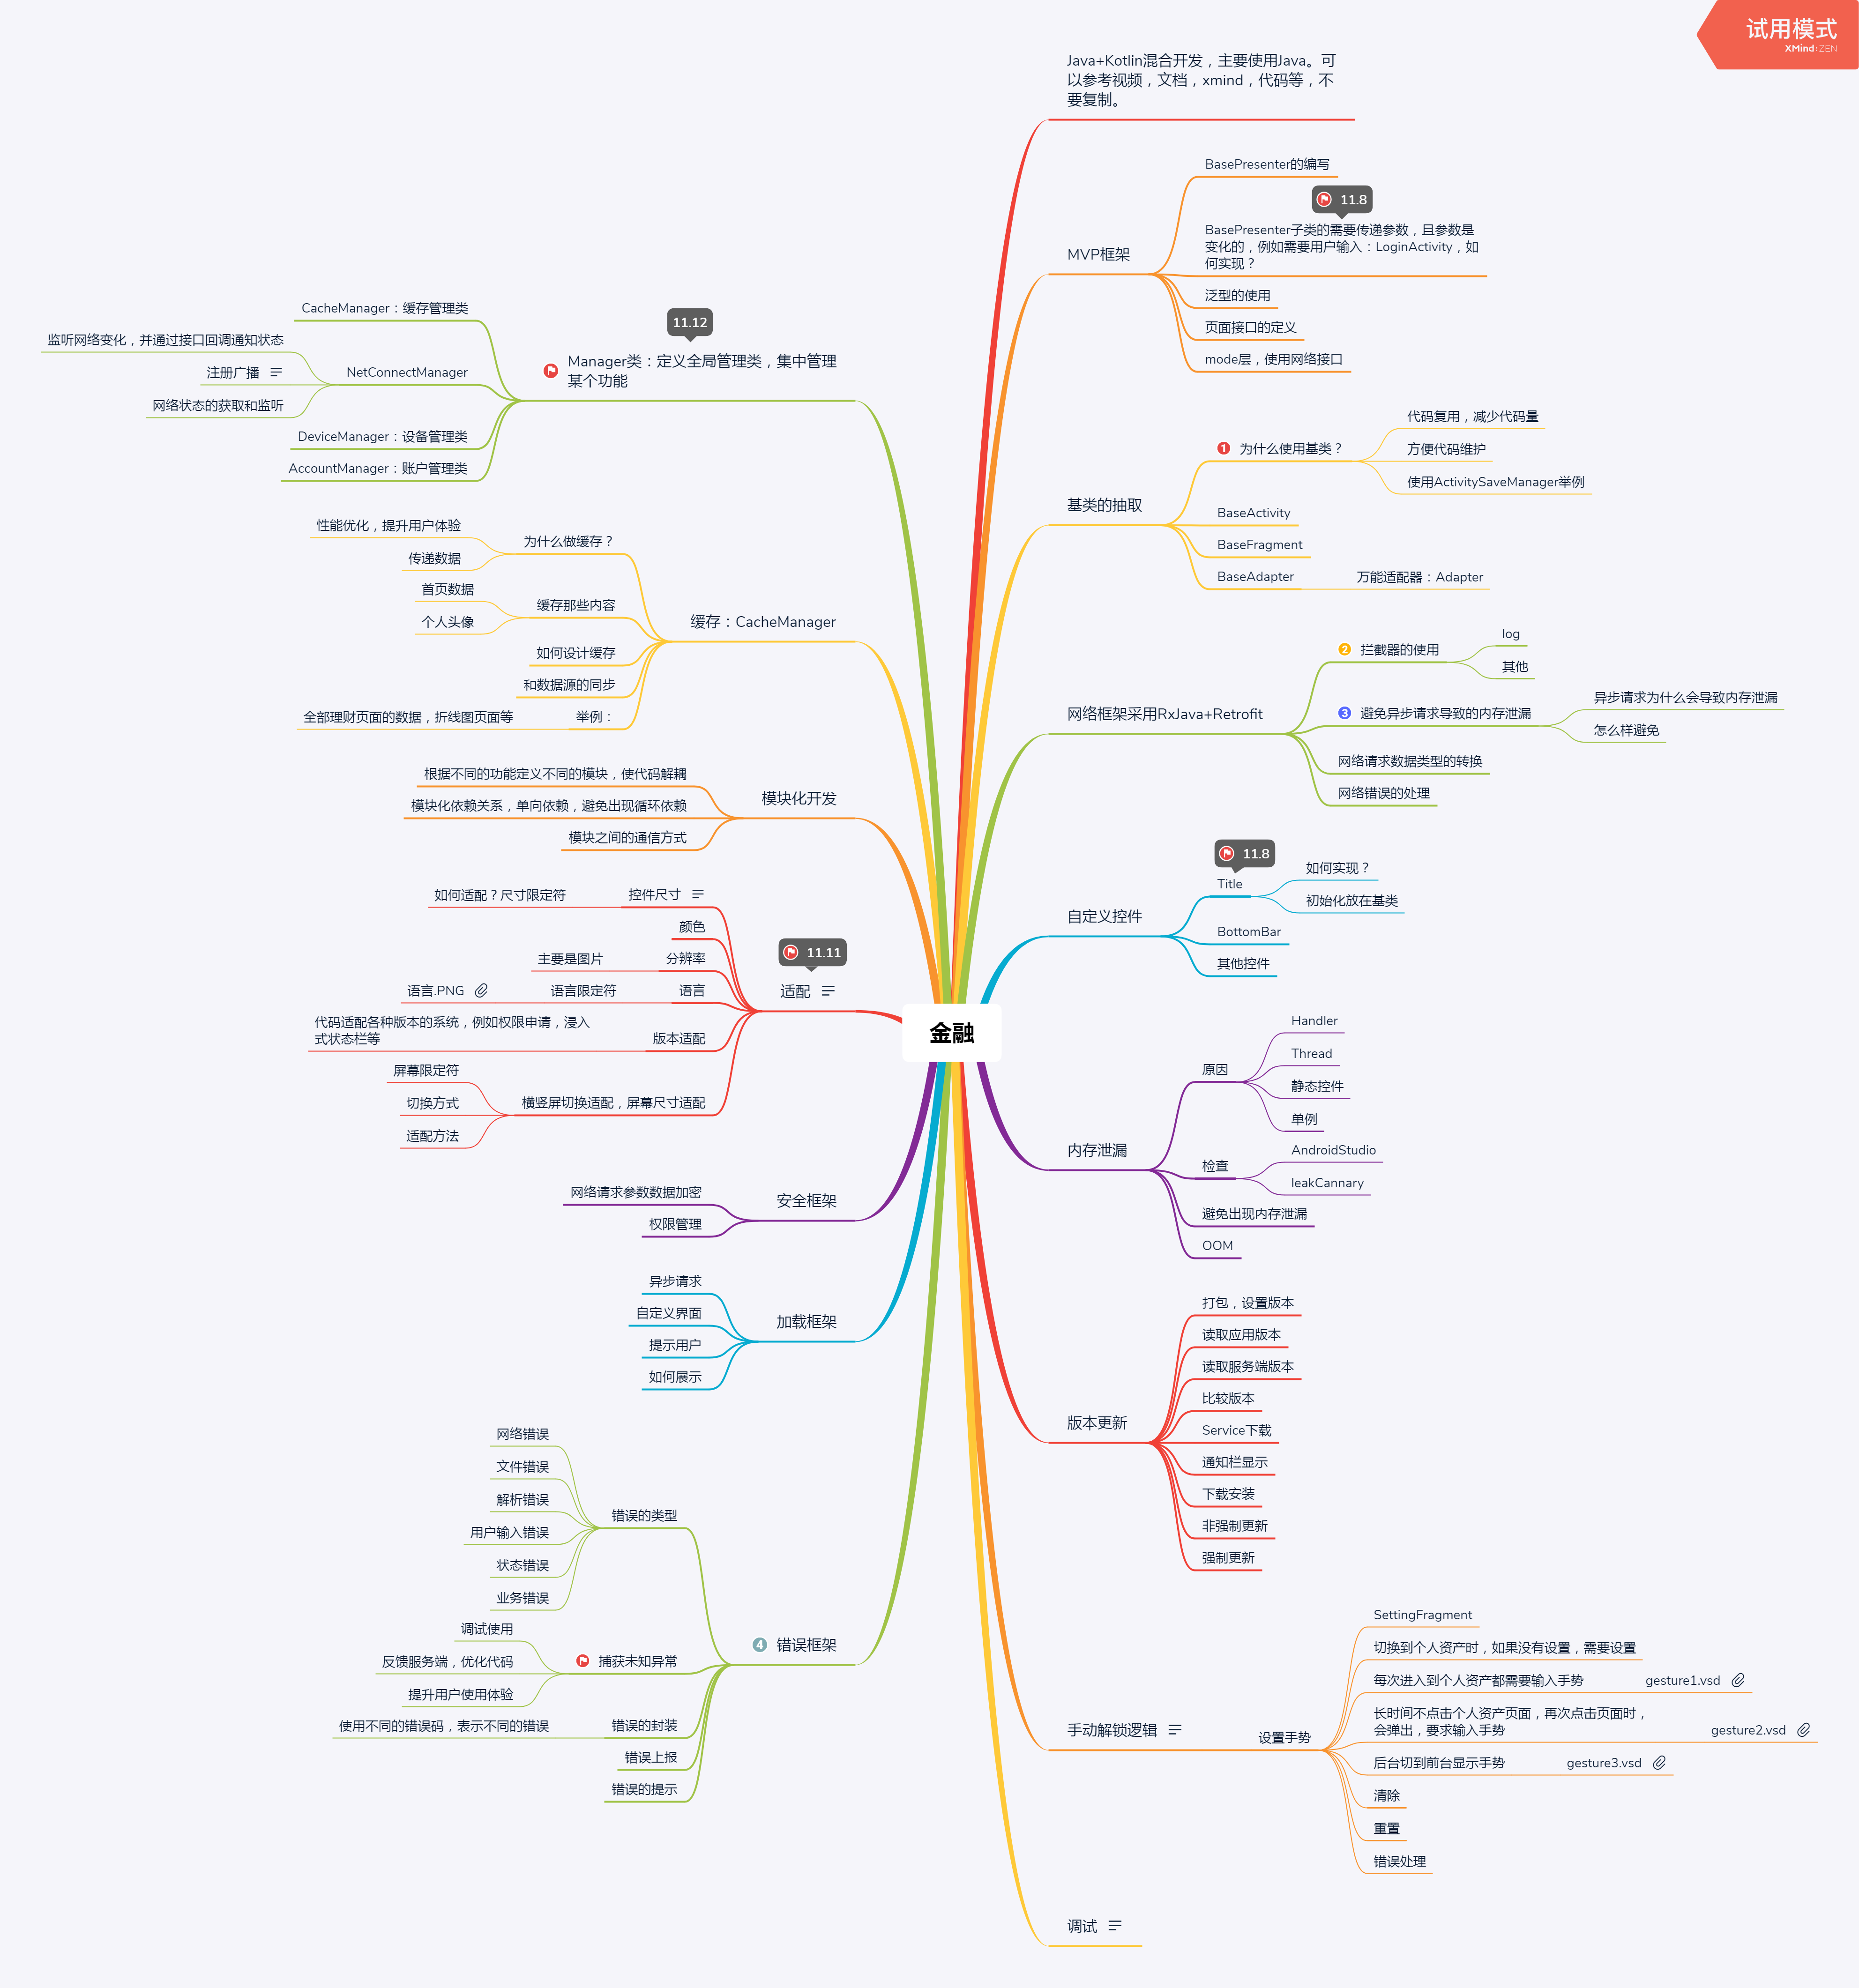 试用模式
XMind:ZEN
金融
Java+Kotlin混合开发，主要使用Java。可
以参考视频，文档，xmind，代码等，不
要复制。
MVP框架
BasePresenter的编写
11.8
BasePresenter子类的需要传递参数，且参数是
变化的，例如需要用户输入：LoginActivity，如
何实现？
泛型的使用
页面接口的定义
mode层，使用网络接口
基类的抽取
1 为什么使用基类？
代码复用，减少代码量
方便代码维护
使用ActivitySaveManager举例
BaseActivity
BaseFragment
BaseAdapter
万能适配器：Adapter
网络框架采用RxJava+Retrofit
2 拦截器的使用
log
其他
3 避免异步请求导致的内存泄漏
异步请求为什么会导致内存泄漏
怎么样避免
网络请求数据类型的转换
网络错误的处理
自定义控件
11.8
Title
如何实现？
初始化放在基类
BottomBar
其他控件
内存泄漏
原因
Handler
Thread
静态控件
单例
检查
AndroidStudio
leakCannary
避免出现内存泄漏
OOM
版本更新
打包，设置版本
读取应用版本
读取服务端版本
比较版本
Service下载
通知栏显示
下载安装
非强制更新
强制更新
手动解锁逻辑
设置手势
SettingFragment
切换到个人资产时，如果没有设置，需要设置
每次进入到个人资产都需要输入手势
gesture1.vsd
长时间不点击个人资产页面，再次点击页面时，
会弹出，要求输入手势
gesture2.vsd
后台切到前台显示手势
gesture3.vsd
清除
重置
错误处理
调试
11.12
Manager类：定义全局管理类，集中管理
某个功能
CacheManager：缓存管理类
NetConnectManager
监听网络变化，并通过接口回调通知状态
注册广播
网络状态的获取和监听
DeviceManager：设备管理类
AccountManager：账户管理类
缓存：CacheManager
为什么做缓存？
性能优化，提升用户体验
传递数据
缓存那些内容
首页数据
个人头像
如何设计缓存
和数据源的同步
举例：
全部理财页面的数据，折线图页面等
模块化开发
根据不同的功能定义不同的模块，使代码解耦
模块化依赖关系，单向依赖，避免出现循环依赖
模块之间的通信方式
11.11
适配
控件尺寸
如何适配？尺寸限定符
颜色
分辨率
主要是图片
语言
语言限定符
语言.PNG
版本适配
代码适配各种版本的系统，例如权限申请，浸入
式状态栏等
横竖屏切换适配，屏幕尺寸适配
屏幕限定符
切换方式
适配方法
安全框架
网络请求参数数据加密
权限管理
加载框架
异步请求
自定义界面
提示用户
如何展示
4 错误框架
错误的类型
网络错误
文件错误
解析错误
用户输入错误
状态错误
业务错误
捕获未知异常
调试使用
反馈服务端，优化代码
提升用户使用体验
错误的封装
使用不同的错误码，表示不同的错误
错误上报
错误的提示